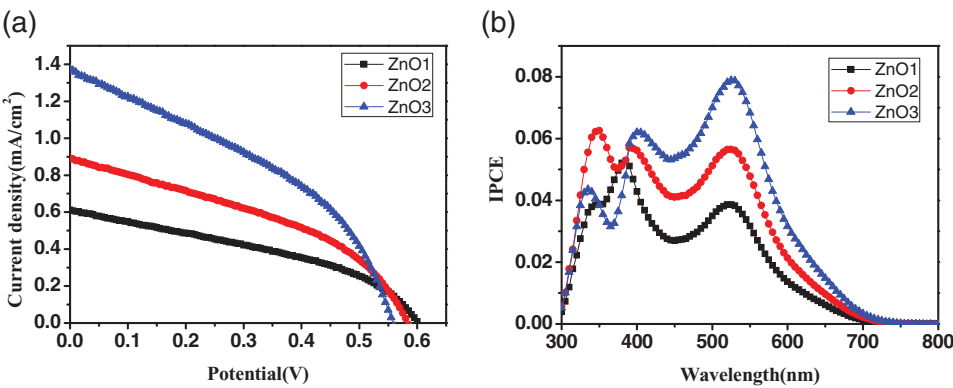 (a)
ZnO1
ZnO2
ZnO3
1.4
1.2
1.0
0.8
0.6
0.4
0.2
0.0
0.0 0.1 0.2 0.3 0.4 0.5 0.6
Current density(mA/cm²)
Potential(V)
(b)
ZnO1
ZnO2
ZnO3
0.08
0.06
0.04
0.02
0.00
300 400 500 600 700 800
IPCE
Wavelength(nm)